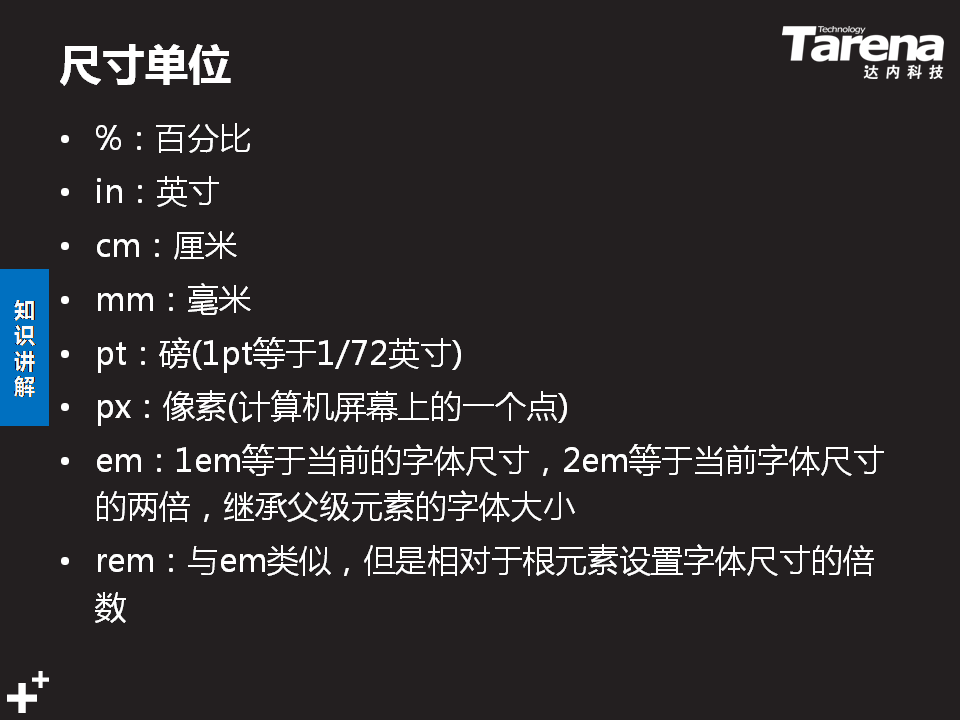 尺寸单位
Technology
Tarena
达内科技
• %：百分比
• in：英寸
• cm：厘米
• mm：毫米
• pt：磅(1pt等于1/72英寸)
• px：像素(计算机屏幕上的一个点)
• em：1em等于当前的字体尺寸，2em等于当前字体尺寸
的两倍，继承父级元素的字体大小
• rem：与em类似，但是相对于根元素设置字体尺寸的倍
数
知识讲解